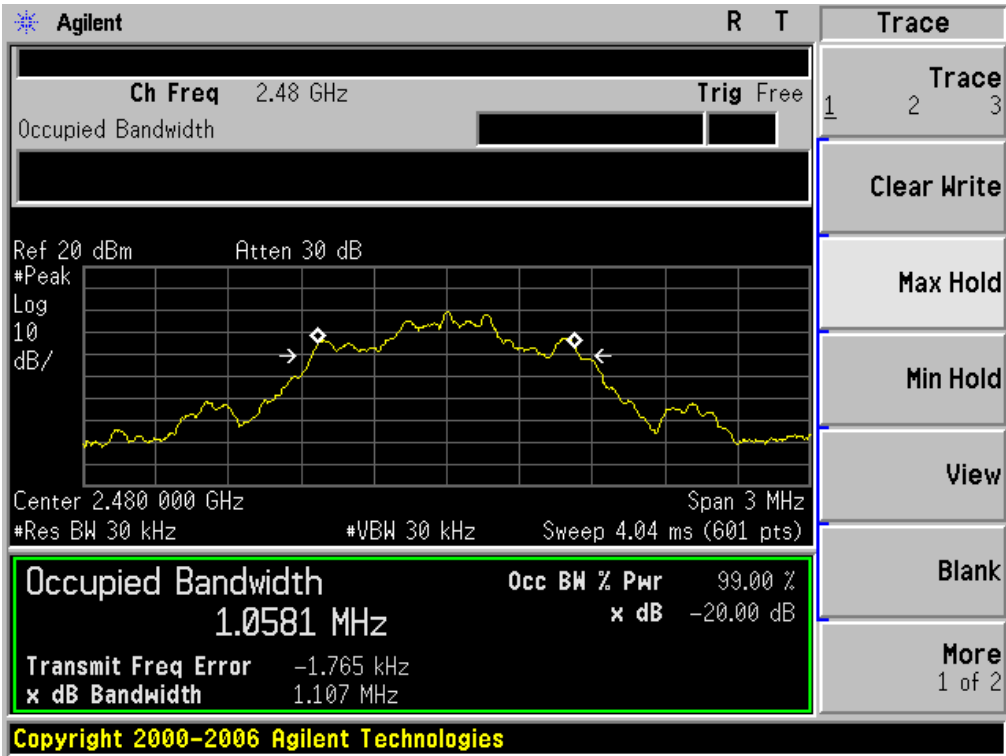 Agilent
R T
Trace
Ch Freq 2.48 GHz
Trig Free
Occupied Bandwidth
Trace
1 2 3
Clear Write
Max Hold
Min Hold
View
Blank
More
1 of 2
Ref 20 dBm
Atten 30 dB
#Peak
Log
10
dB/
Center 2.480 000 GHz
Span 3 MHz
#Res BW 30 kHz
#VBW 30 kHz
Sweep 4.04 ms (601 pts)
Occupied Bandwidth
1.0581 MHz
Occ BW % Pwr 99.00 %
x dB -20.00 dB
Transmit Freq Error -1.765 kHz
x dB Bandwidth 1.107 MHz
Copyright 2000-2006 Agilent Technologies